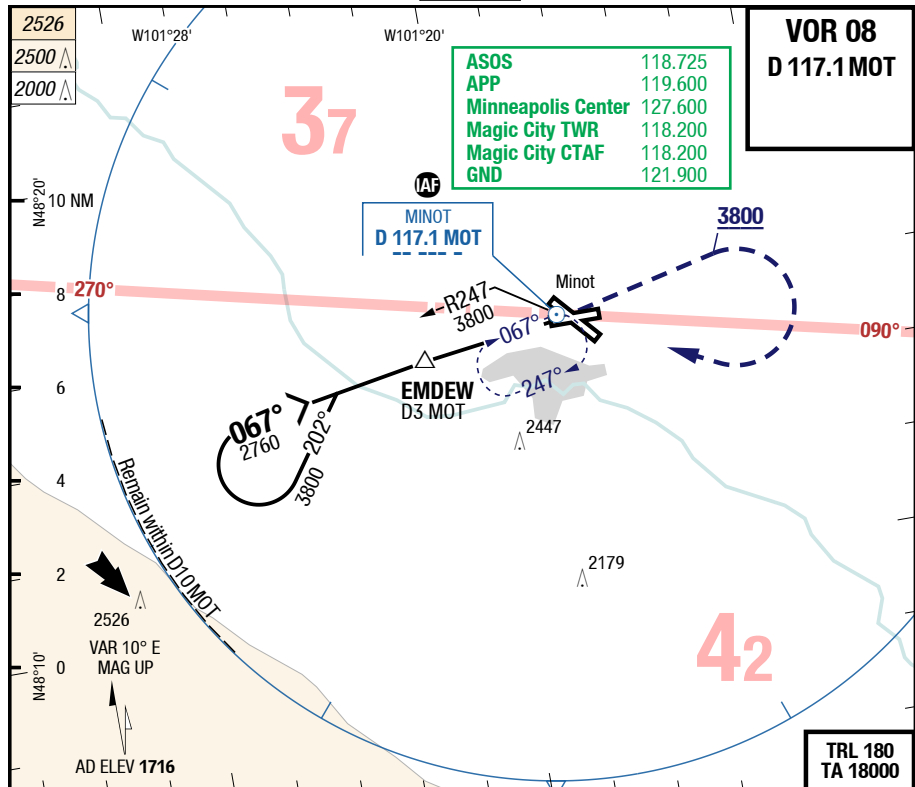 2526
2500
2000
W101°28'
W101°20'
ASOS 118.725
APP 119.600
Minneapolis Center 127.600
Magic City TWR 118.200
Magic City CTAF 118.200
GND 121.900
VOR 08
D 117.1 MOT
37
IAF
MINOT
D 117.1 MOT
3800
N48°20'
10 NM
270°
8
R247
3800
Minot
067°
090°
6
EMDEW
D3 MOT
247°
067°
2760
202°
3800
2447
4
Remain within D10 MOT
2
2179
2526
VAR 10° E
MAG UP
42
N48°10'
0
AD ELEV 1716
TRL 180
TA 18000